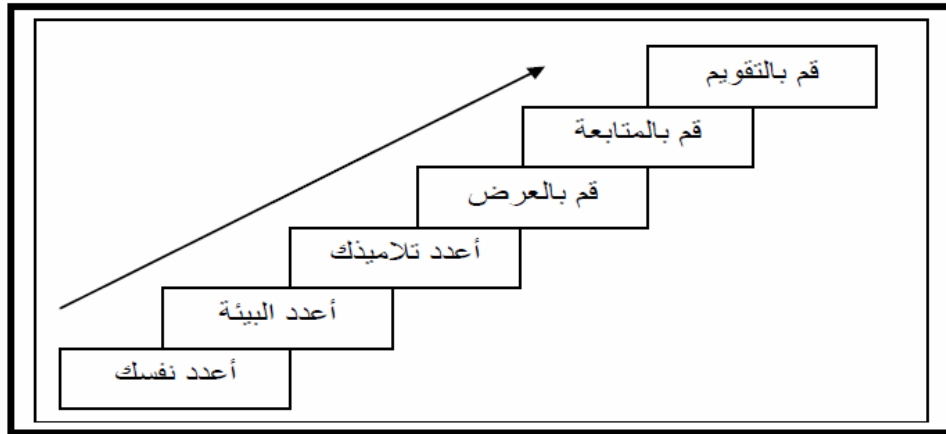 قم بالتقويم
قم بالمتابعة
قم بالعرض
أعدد تلاميذك
أعدد البيئة
أعدد نفسك